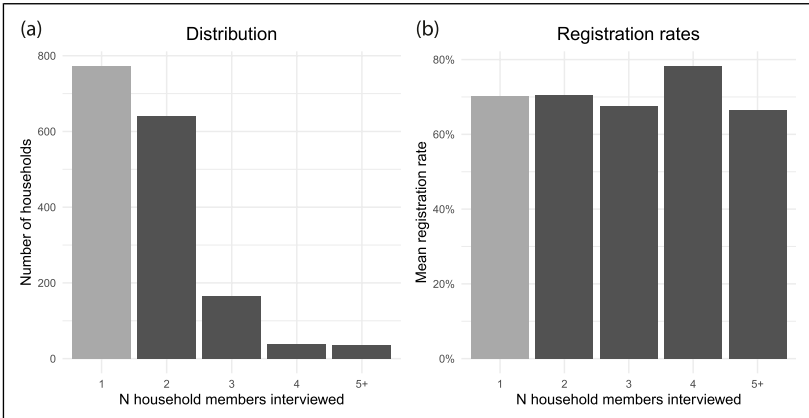 (a)
Distribution
Number of households
800
600
400
200
0
1 2 3 4 5+
N household members interviewed
(b)
Registration rates
Mean registration rate
80%
60%
40%
20%
0%
1 2 3 4 5+
N household members interviewed